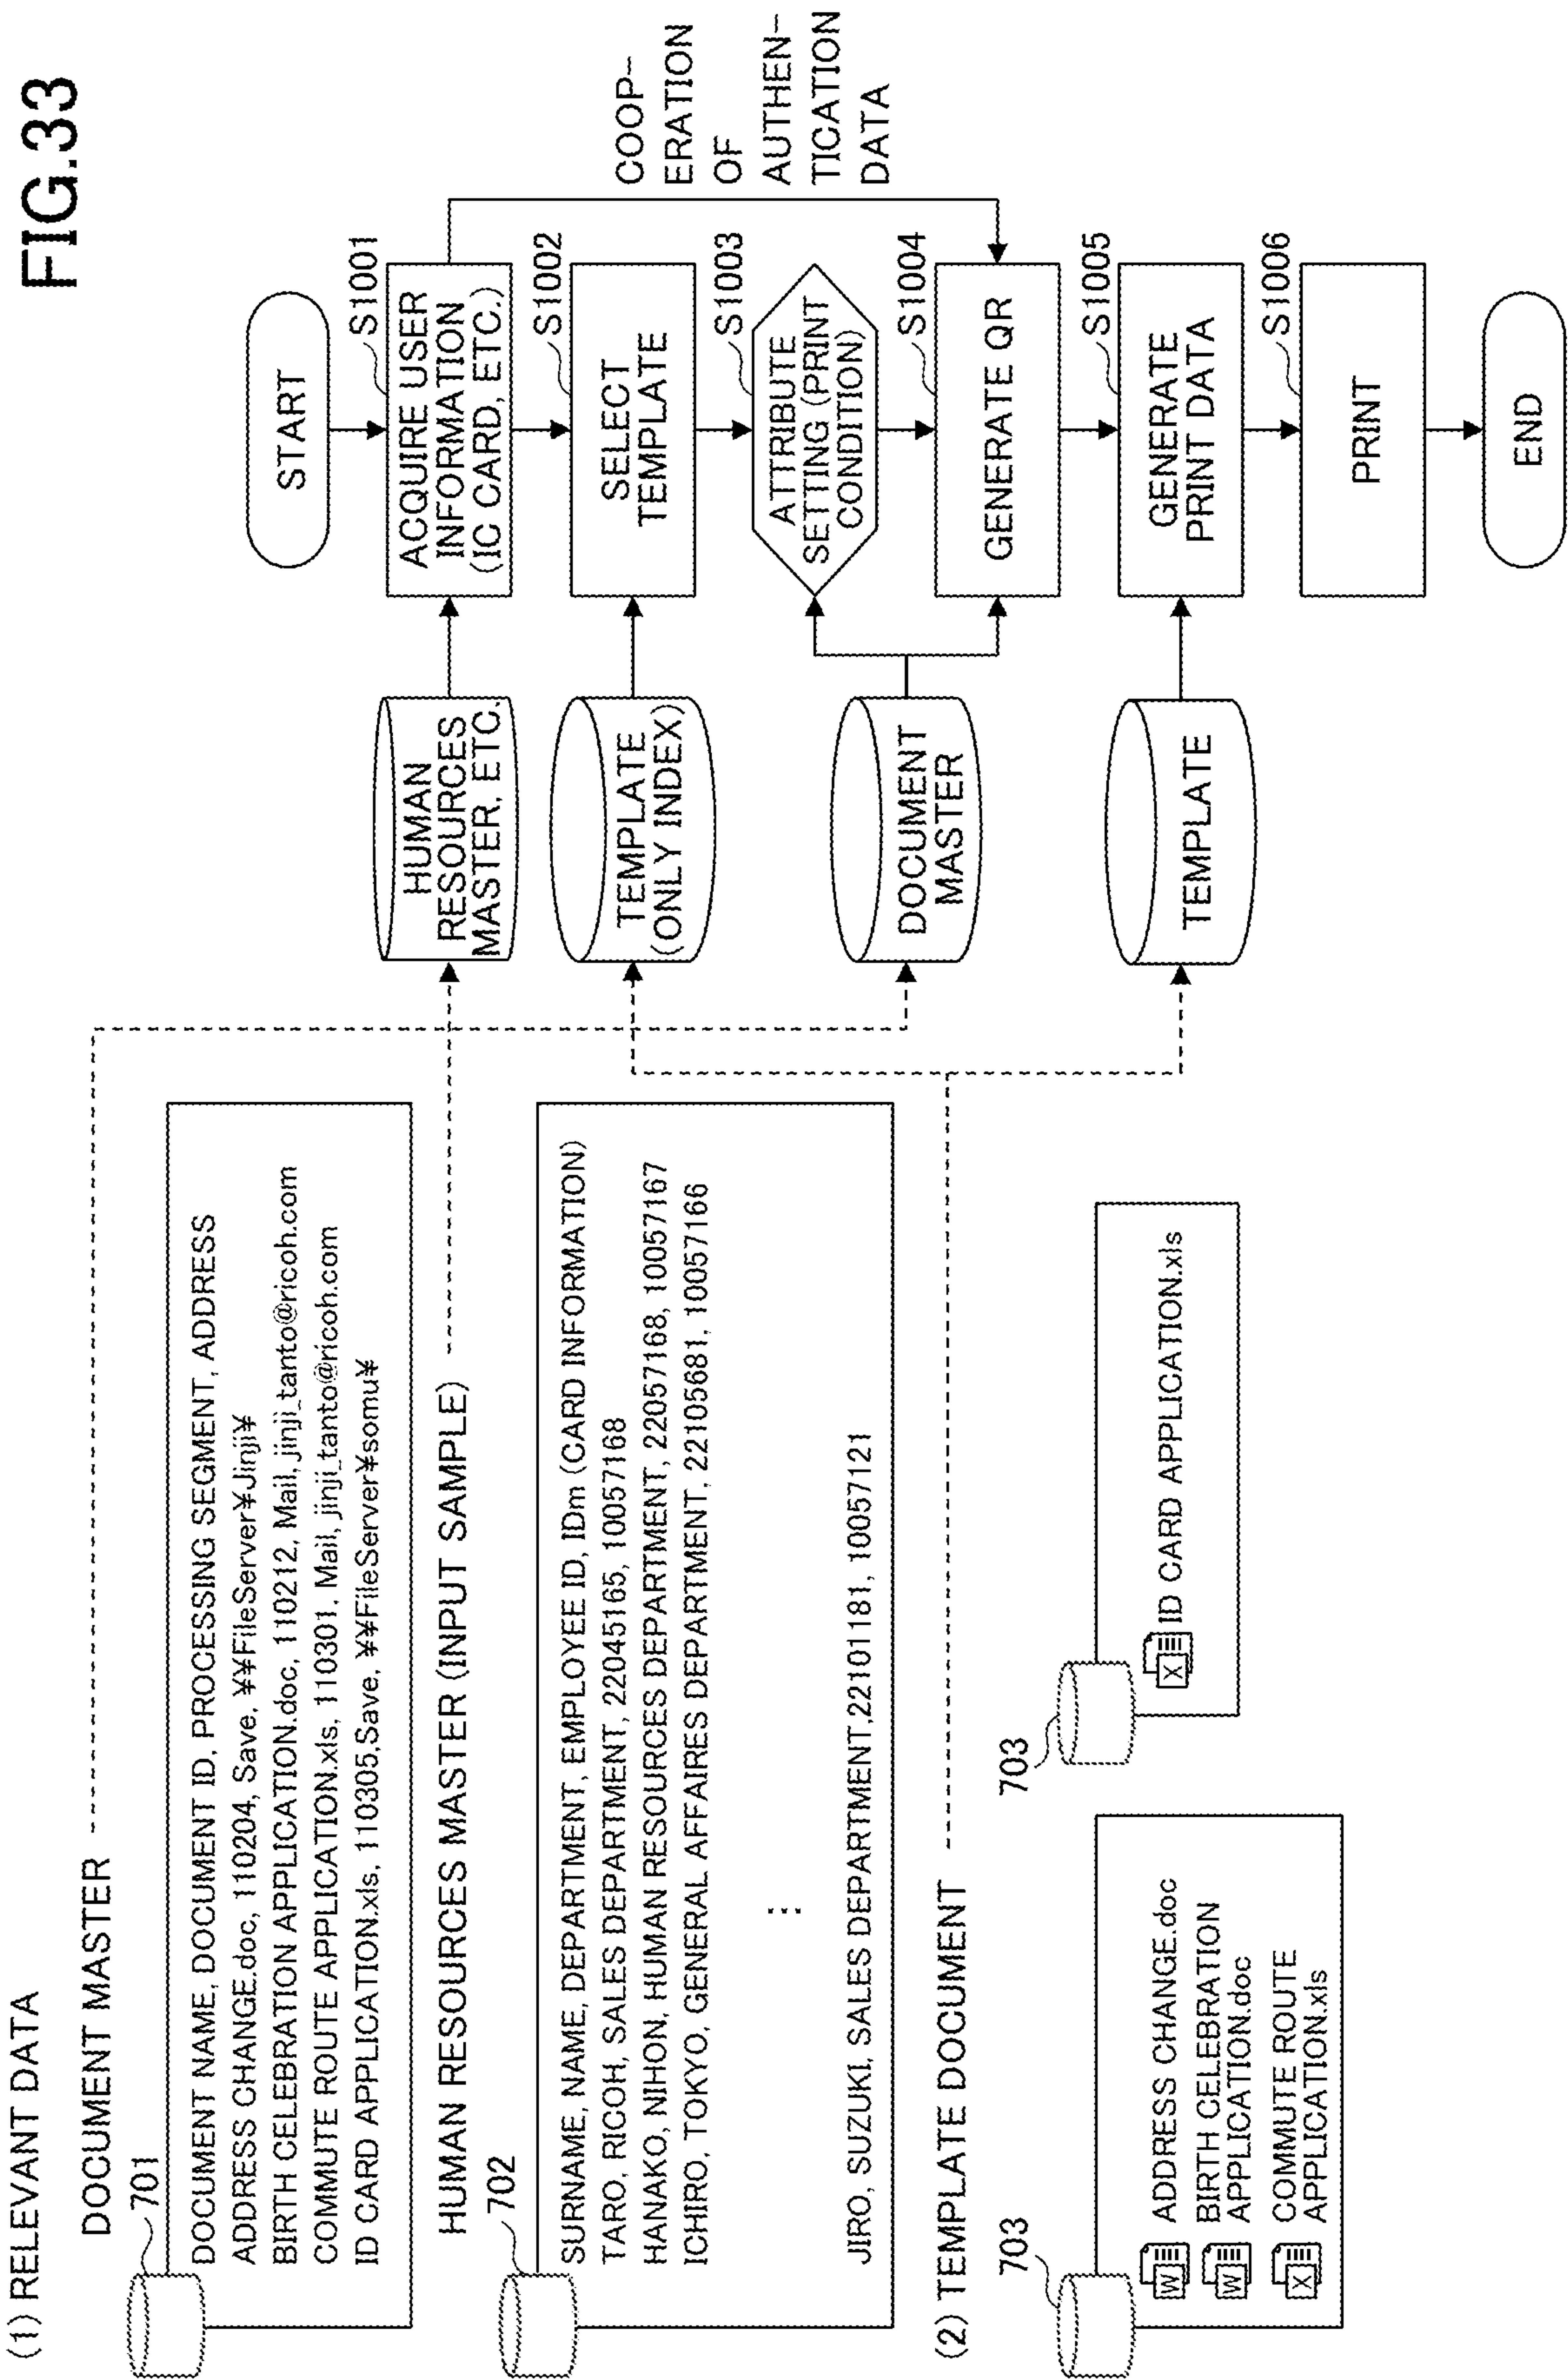 FIG.33
(1) RELEVANT DATA
DOCUMENT MASTER
701
DOCUMENT NAME, DOCUMENT ID, PROCESSING SEGMENT, ADDRESS
ADDRESS CHANGE.doc, 110204, Save, ¥¥FileServer¥Jinji¥
BIRTH CELEBRATION APPLICATION.doc, 110212, Mail, jinji_tanto@ricoh.com
COMMUTE ROUTE APPLICATION.xls, 110301, Mail, jinji_tanto@ricoh.com
ID CARD APPLICATION.xls, 110305,Save, ¥¥FileServer¥somu¥
HUMAN RESOURCES MASTER (INPUT SAMPLE)
702
SURNAME, NAME, DEPARTMENT, EMPLOYEE ID, IDm (CARD INFORMATION)
TARO, RICOH, SALES DEPARTMENT, 22045165, 10057168
HANAKO, NIHON, HUMAN RESOURCES DEPARTMENT, 22057168, 10057167
ICHIRO, TOKYO, GENERAL AFFAIRES DEPARTMENT, 22105681, 10057166
⋮
JIRO, SUZUKI, SALES DEPARTMENT,22101181, 10057121
(2) TEMPLATE DOCUMENT
703
W ADDRESS CHANGE.doc
W BIRTH CELEBRATION
APPLICATION.doc
X COMMUTE ROUTE
APPLICATION.xls
703
X ID CARD APPLICATION.xls
HUMAN
RESOURCES
MASTER, ETC.
TEMPLATE
(ONLY INDEX)
DOCUMENT
MASTER
TEMPLATE
START
S1001
ACQUIRE USER
INFORMATION
(IC CARD, ETC.)
S1002
SELECT
TEMPLATE
S1003
ATTRIBUTE
SETTING (PRINT
CONDITION)
S1004
GENERATE QR
S1005
GENERATE
PRINT DATA
S1006
PRINT
END
COOP-
ERATION
OF
AUTHEN-
TICATION
DATA